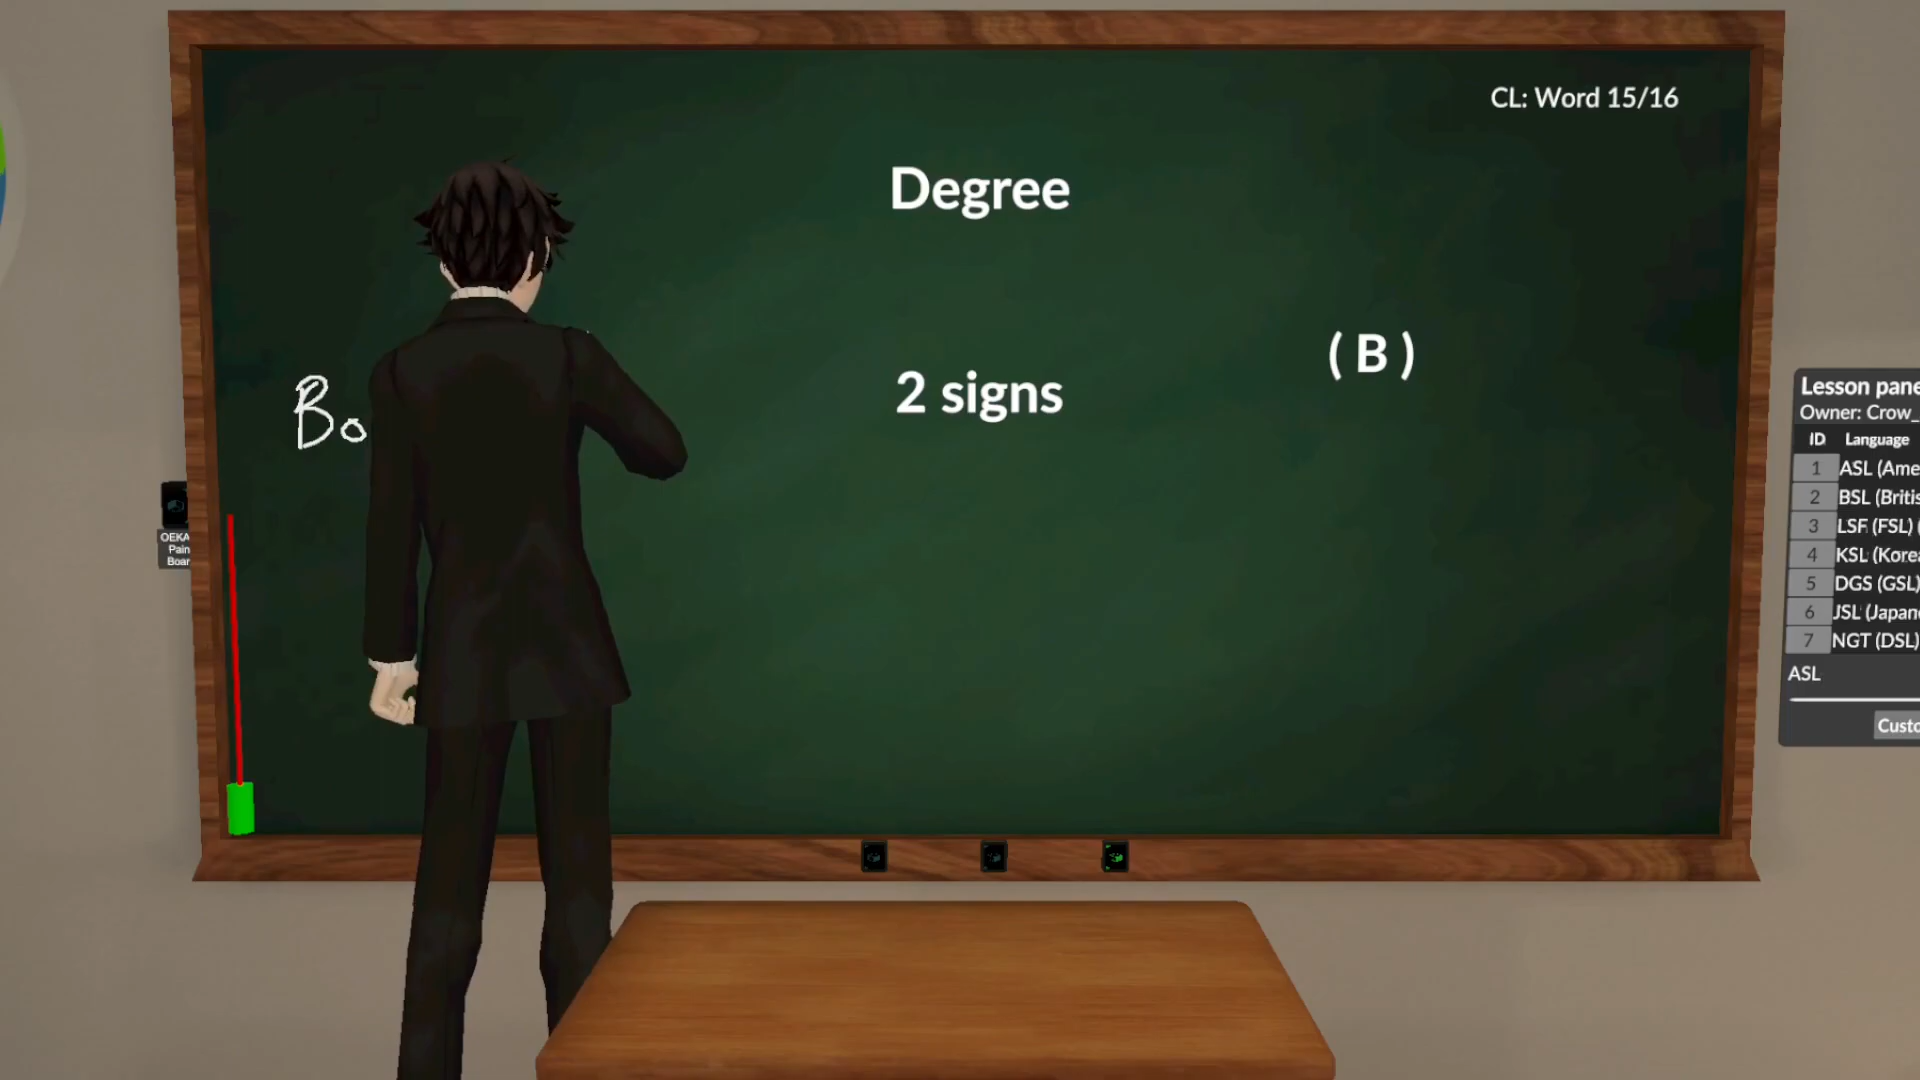 CL: Word 15/16
Degree
( B )
2 signs
Bo
OEKA
Pain
Boar
Lesson pane
Owner: Crow_
ID Language
1 ASL (Ame
2 BSL (Britis
3 LSF (FSL) (
4 KSL (Korea
5 DGS (GSL)
6 JSL (Japan
7 NGT (DSL)
ASL
Custo